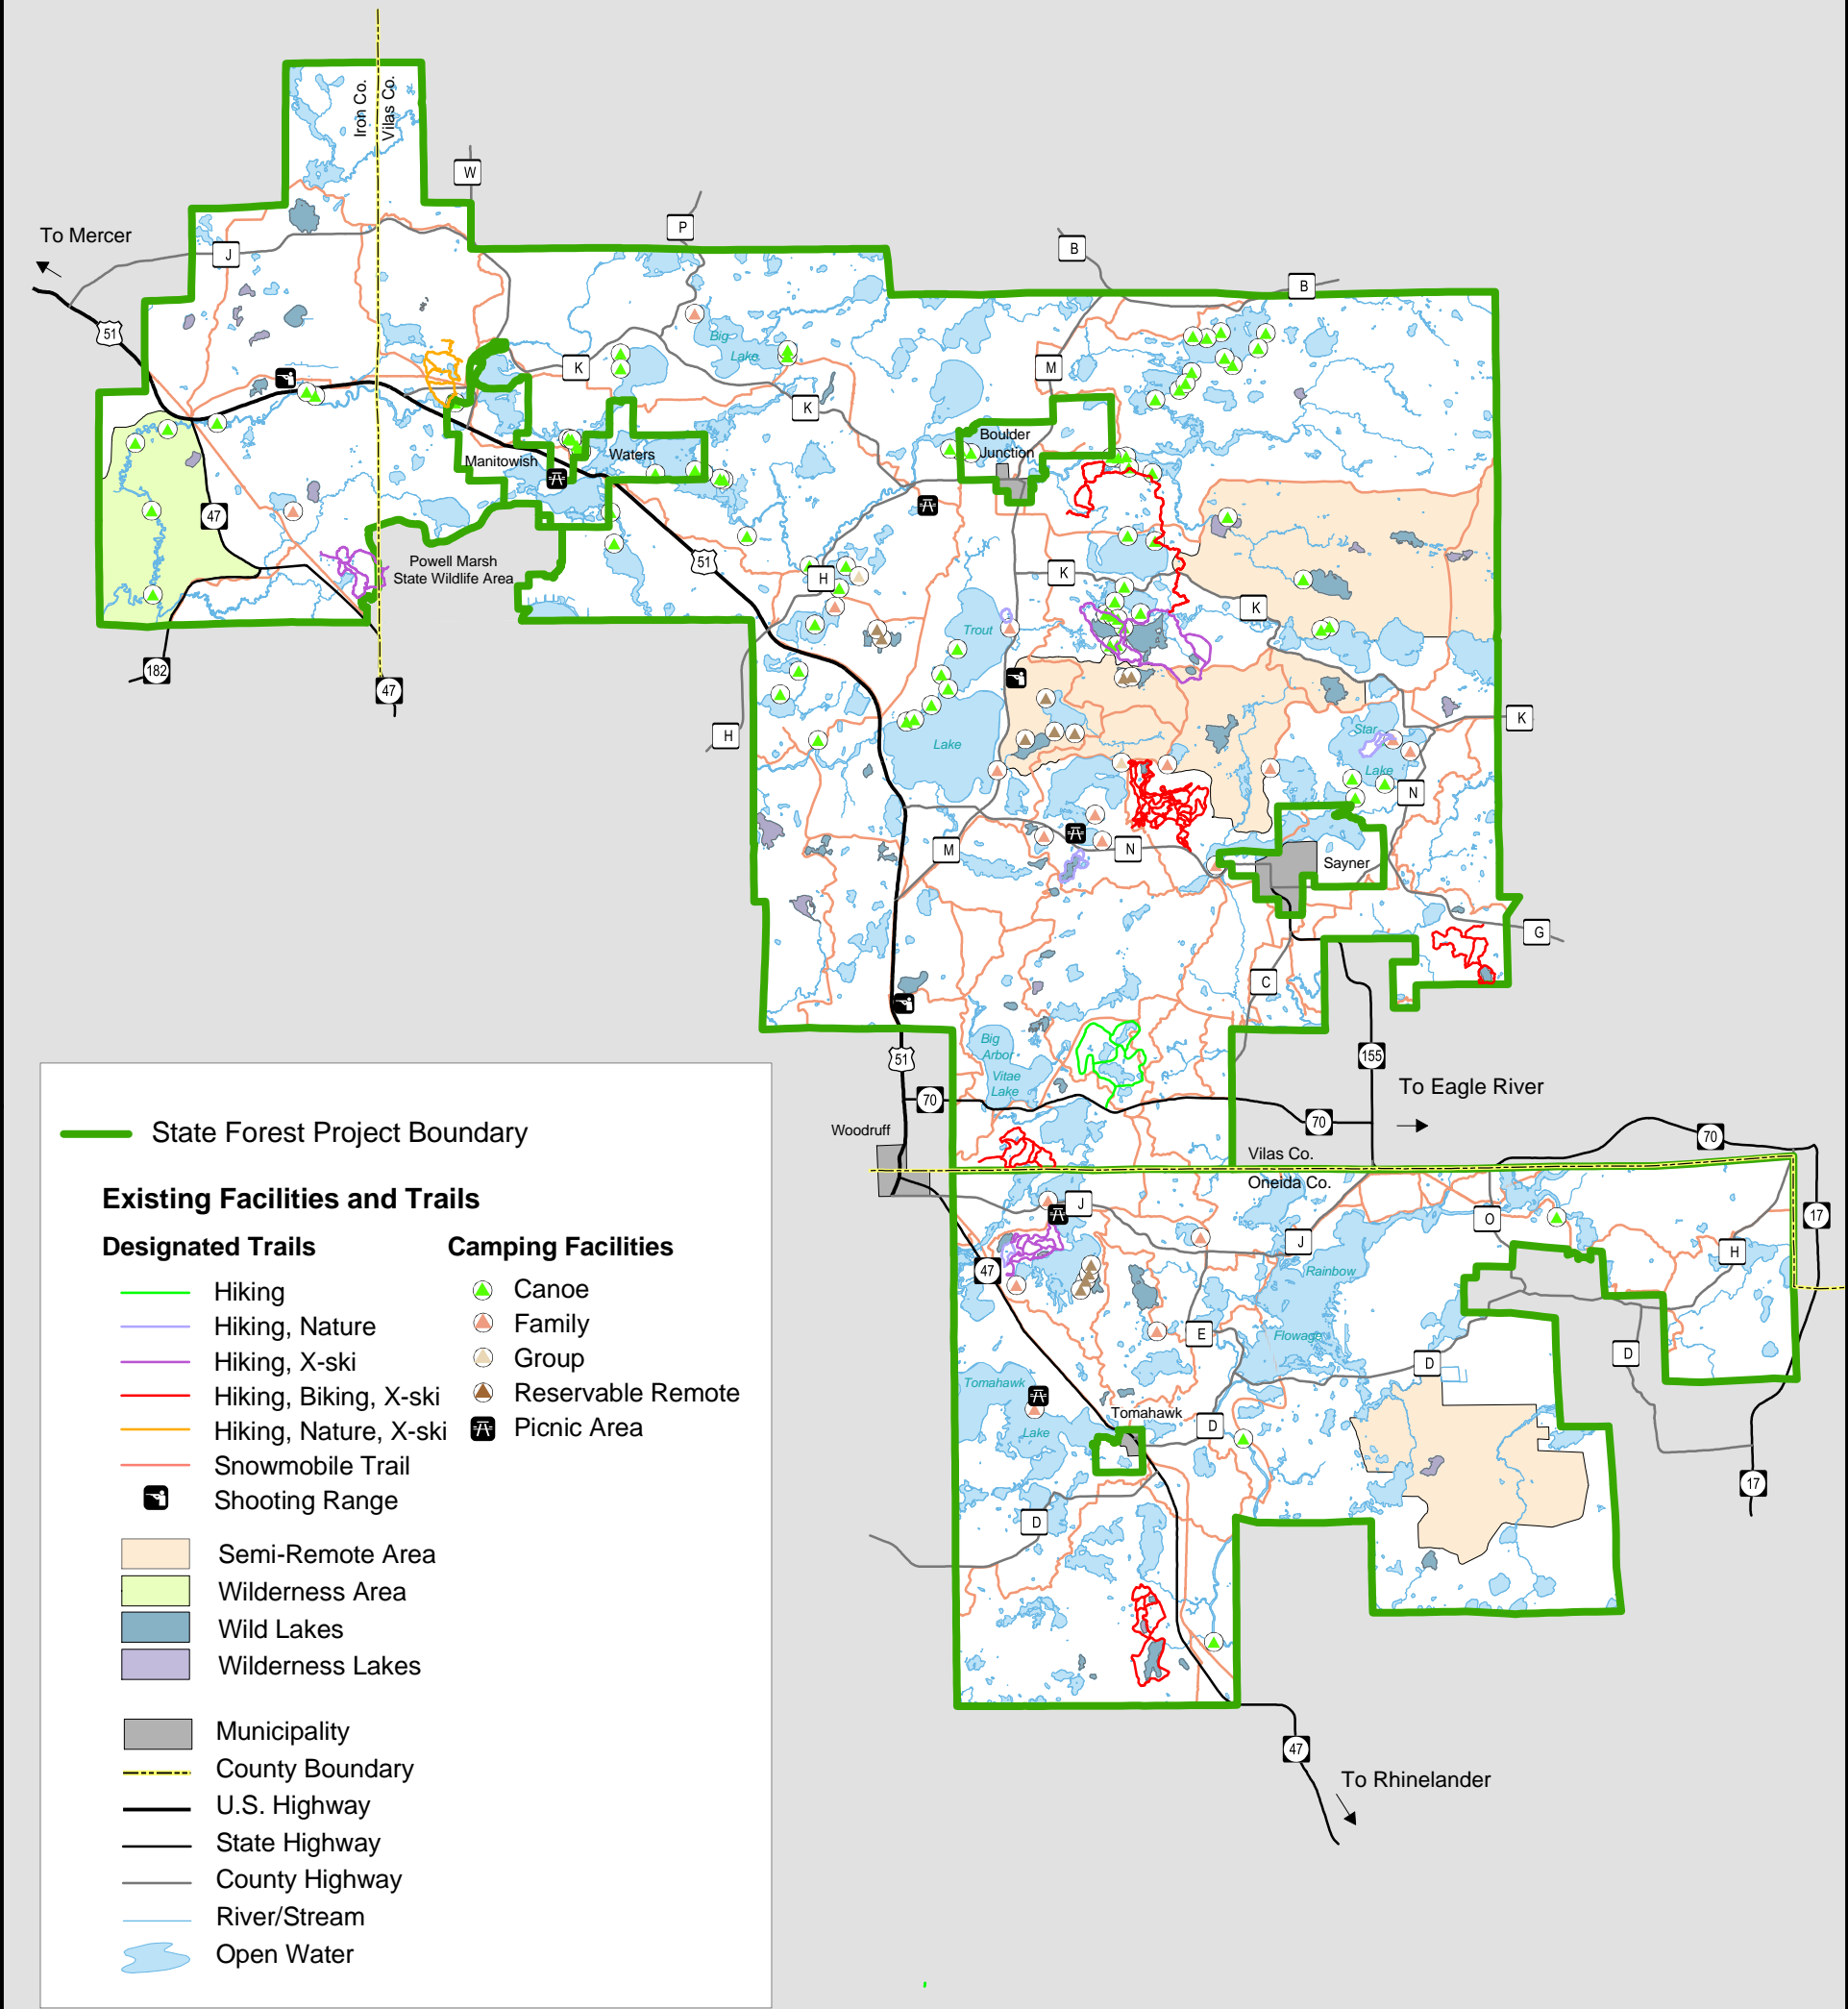 Iron Co.
Vilas Co.
W
To Mercer
P
B
J
B
51
K
M
Big
Lake
K
Boulder
Junction
Manitowish
Waters
47
Powell Marsh
State Wildlife Area
51
H
K
K
Trout
182
47
H
Lake
Star
Lake
K
N
M
N
Sayner
G
C
Big
Arbor
Vitae
Lake
51
155
70
To Eagle River
70
70
Woodruff
Vilas Co.
Oneida Co.
J
O
17
J
H
47
Rainbow
Flowage
E
D
D
Tomahawk
Lake
Tomahawk
D
17
D
47
To Rhinelander
State Forest Project Boundary
Existing Facilities and Trails
Designated Trails
Hiking
Hiking, Nature
Hiking, X-ski
Hiking, Biking, X-ski
Hiking, Nature, X-ski
Snowmobile Trail
Shooting Range
Camping Facilities
Canoe
Family
Group
Reservable Remote
Picnic Area
Semi-Remote Area
Wilderness Area
Wild Lakes
Wilderness Lakes
Municipality
County Boundary
U.S. Highway
State Highway
County Highway
River/Stream
Open Water